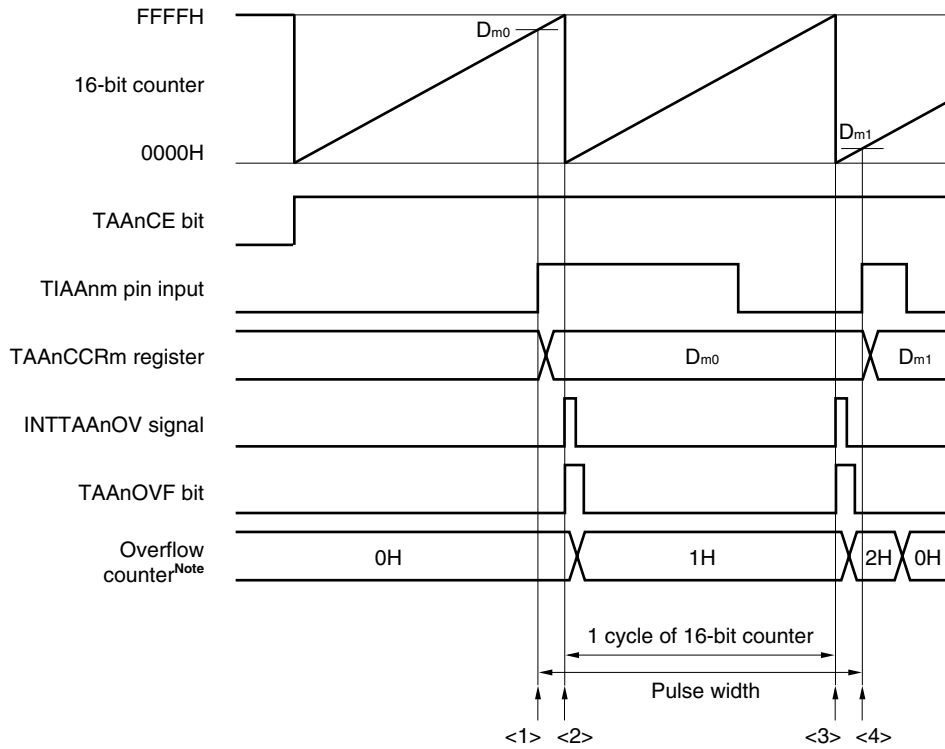 FFFFH
Dm0
16-bit counter
Dm1
0000H
TAAnCE bit
TIAAnm pin input
TAAnCCRm register
Dm0
Dm1
INTTAAnOV signal
TAAnOVF bit
Overflow
counterNote
0H
1H
2H
0H
1 cycle of 16-bit counter
Pulse width
<1> <2> <3> <4>